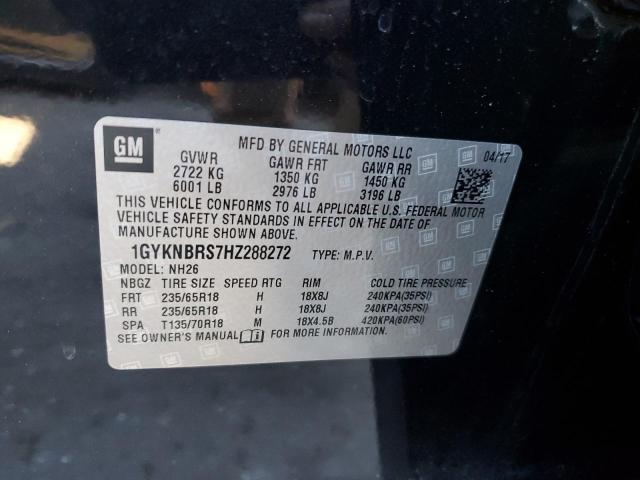 GM
MFD BY GENERAL MOTORS LLC
04/17
GVWR GAWR FRT GAWR RR
2722 KG 1350 KG 1450 KG
6001 LB 2976 LB 3196 LB
THIS VEHICLE CONFORMS TO ALL APPLICABLE U.S. FEDERAL MOTOR
VEHICLE SAFETY STANDARDS IN EFFECT ON THE DATE OF
MANUFACTURE SHOWN ABOVE.
1GYKNBRS7HZ288272 TYPE: M.P.V.
MODEL: NH26
NBGZ TIRE SIZE SPEED RTG RIM COLD TIRE PRESSURE
FRT 235/65R18 H 18X8J 240KPA(35PSI)
RR 235/65R18 H 18X8J 240KPA(35PSI)
SPA T135/70R18 M 18X4.5B 420KPA(60PSI)
SEE OWNER'S MANUAL FOR MORE INFORMATION.